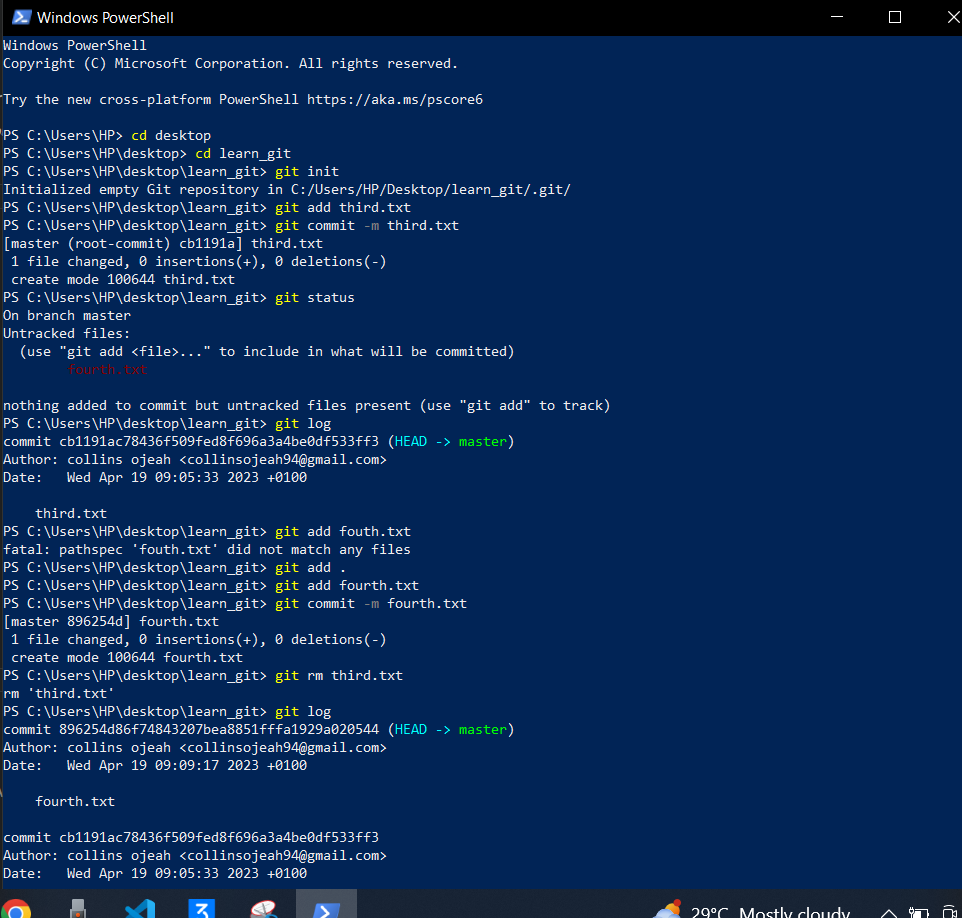 Windows PowerShell
Windows PowerShell
Copyright (C) Microsoft Corporation. All rights reserved.
Try the new cross-platform PowerShell https://aka.ms/pscore6
PS C:\Users\HP> cd desktop
PS C:\Users\HP\desktop> cd learn_git
PS C:\Users\HP\desktop\learn_git> git init
Initialized empty Git repository in C:/Users/HP/Desktop/learn_git/.git/
PS C:\Users\HP\desktop\learn_git> git add third.txt
PS C:\Users\HP\desktop\learn_git> git commit -m third.txt
[master (root-commit) cb1191a] third.txt
 1 file changed, 0 insertions(+), 0 deletions(-)
 create mode 100644 third.txt
PS C:\Users\HP\desktop\learn_git> git status
On branch master
Untracked files:
  (use "git add <file>..." to include in what will be committed)
        fourth.txt
nothing added to commit but untracked files present (use "git add" to track)
PS C:\Users\HP\desktop\learn_git> git log
commit cb1191ac78436f509fed8f696a3a4be0df533ff3 (HEAD -> master)
Author: collins ojeah <collinsojeah94@gmail.com>
Date:   Wed Apr 19 09:05:33 2023 +0100
    third.txt
PS C:\Users\HP\desktop\learn_git> git add fouth.txt
fatal: pathspec 'fouth.txt' did not match any files
PS C:\Users\HP\desktop\learn_git> git add .
PS C:\Users\HP\desktop\learn_git> git add fourth.txt
PS C:\Users\HP\desktop\learn_git> git commit -m fourth.txt
[master 896254d] fourth.txt
 1 file changed, 0 insertions(+), 0 deletions(-)
 create mode 100644 fourth.txt
PS C:\Users\HP\desktop\learn_git> git rm third.txt
rm 'third.txt'
PS C:\Users\HP\desktop\learn_git> git log
commit 896254d86f74843207bea8851fffa1929a020544 (HEAD -> master)
Author: collins ojeah <collinsojeah94@gmail.com>
Date:   Wed Apr 19 09:09:17 2023 +0100
    fourth.txt
commit cb1191ac78436f509fed8f696a3a4be0df533ff3
Author: collins ojeah <collinsojeah94@gmail.com>
Date:   Wed Apr 19 09:05:33 2023 +0100
29°C Mostly cloudy